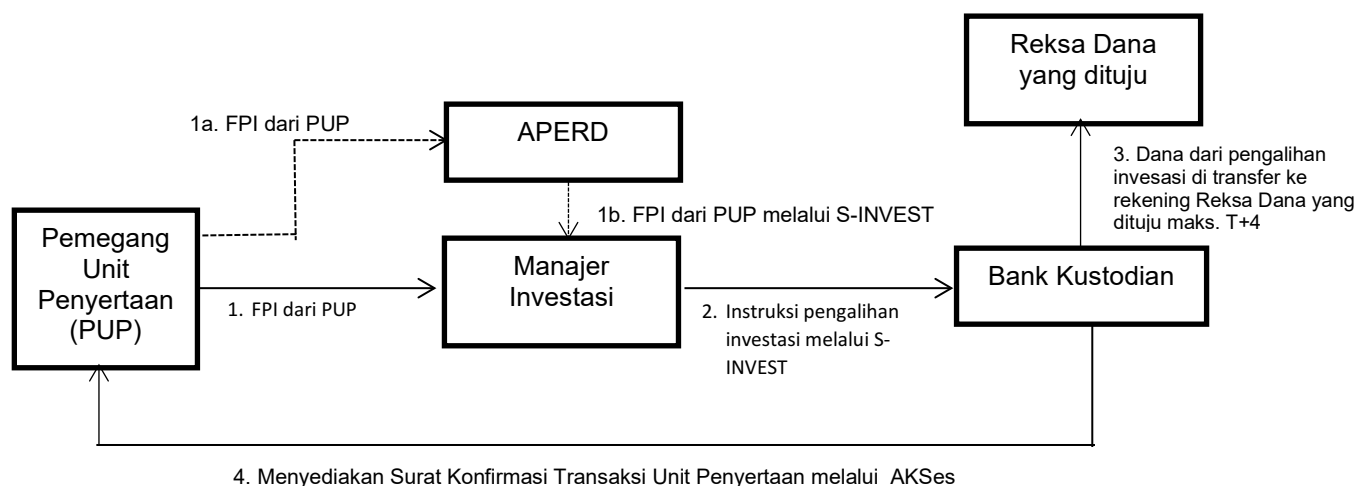 Reksa Dana
yang dituju
1a. FPI dari PUP
APERD
3. Dana dari pengalihan
invesasi di transfer ke
rekening Reksa Dana yang
dituju maks. T+4
1b. FPI dari PUP melalui S-INVEST
Pemegang
Unit
Penyertaan
(PUP)
Manajer
Investasi
Bank Kustodian
1. FPI dari PUP
2. Instruksi pengalihan
investasi melalui S-
INVEST
4. Menyediakan Surat Konfirmasi Transaksi Unit Penyertaan melalui AKSes